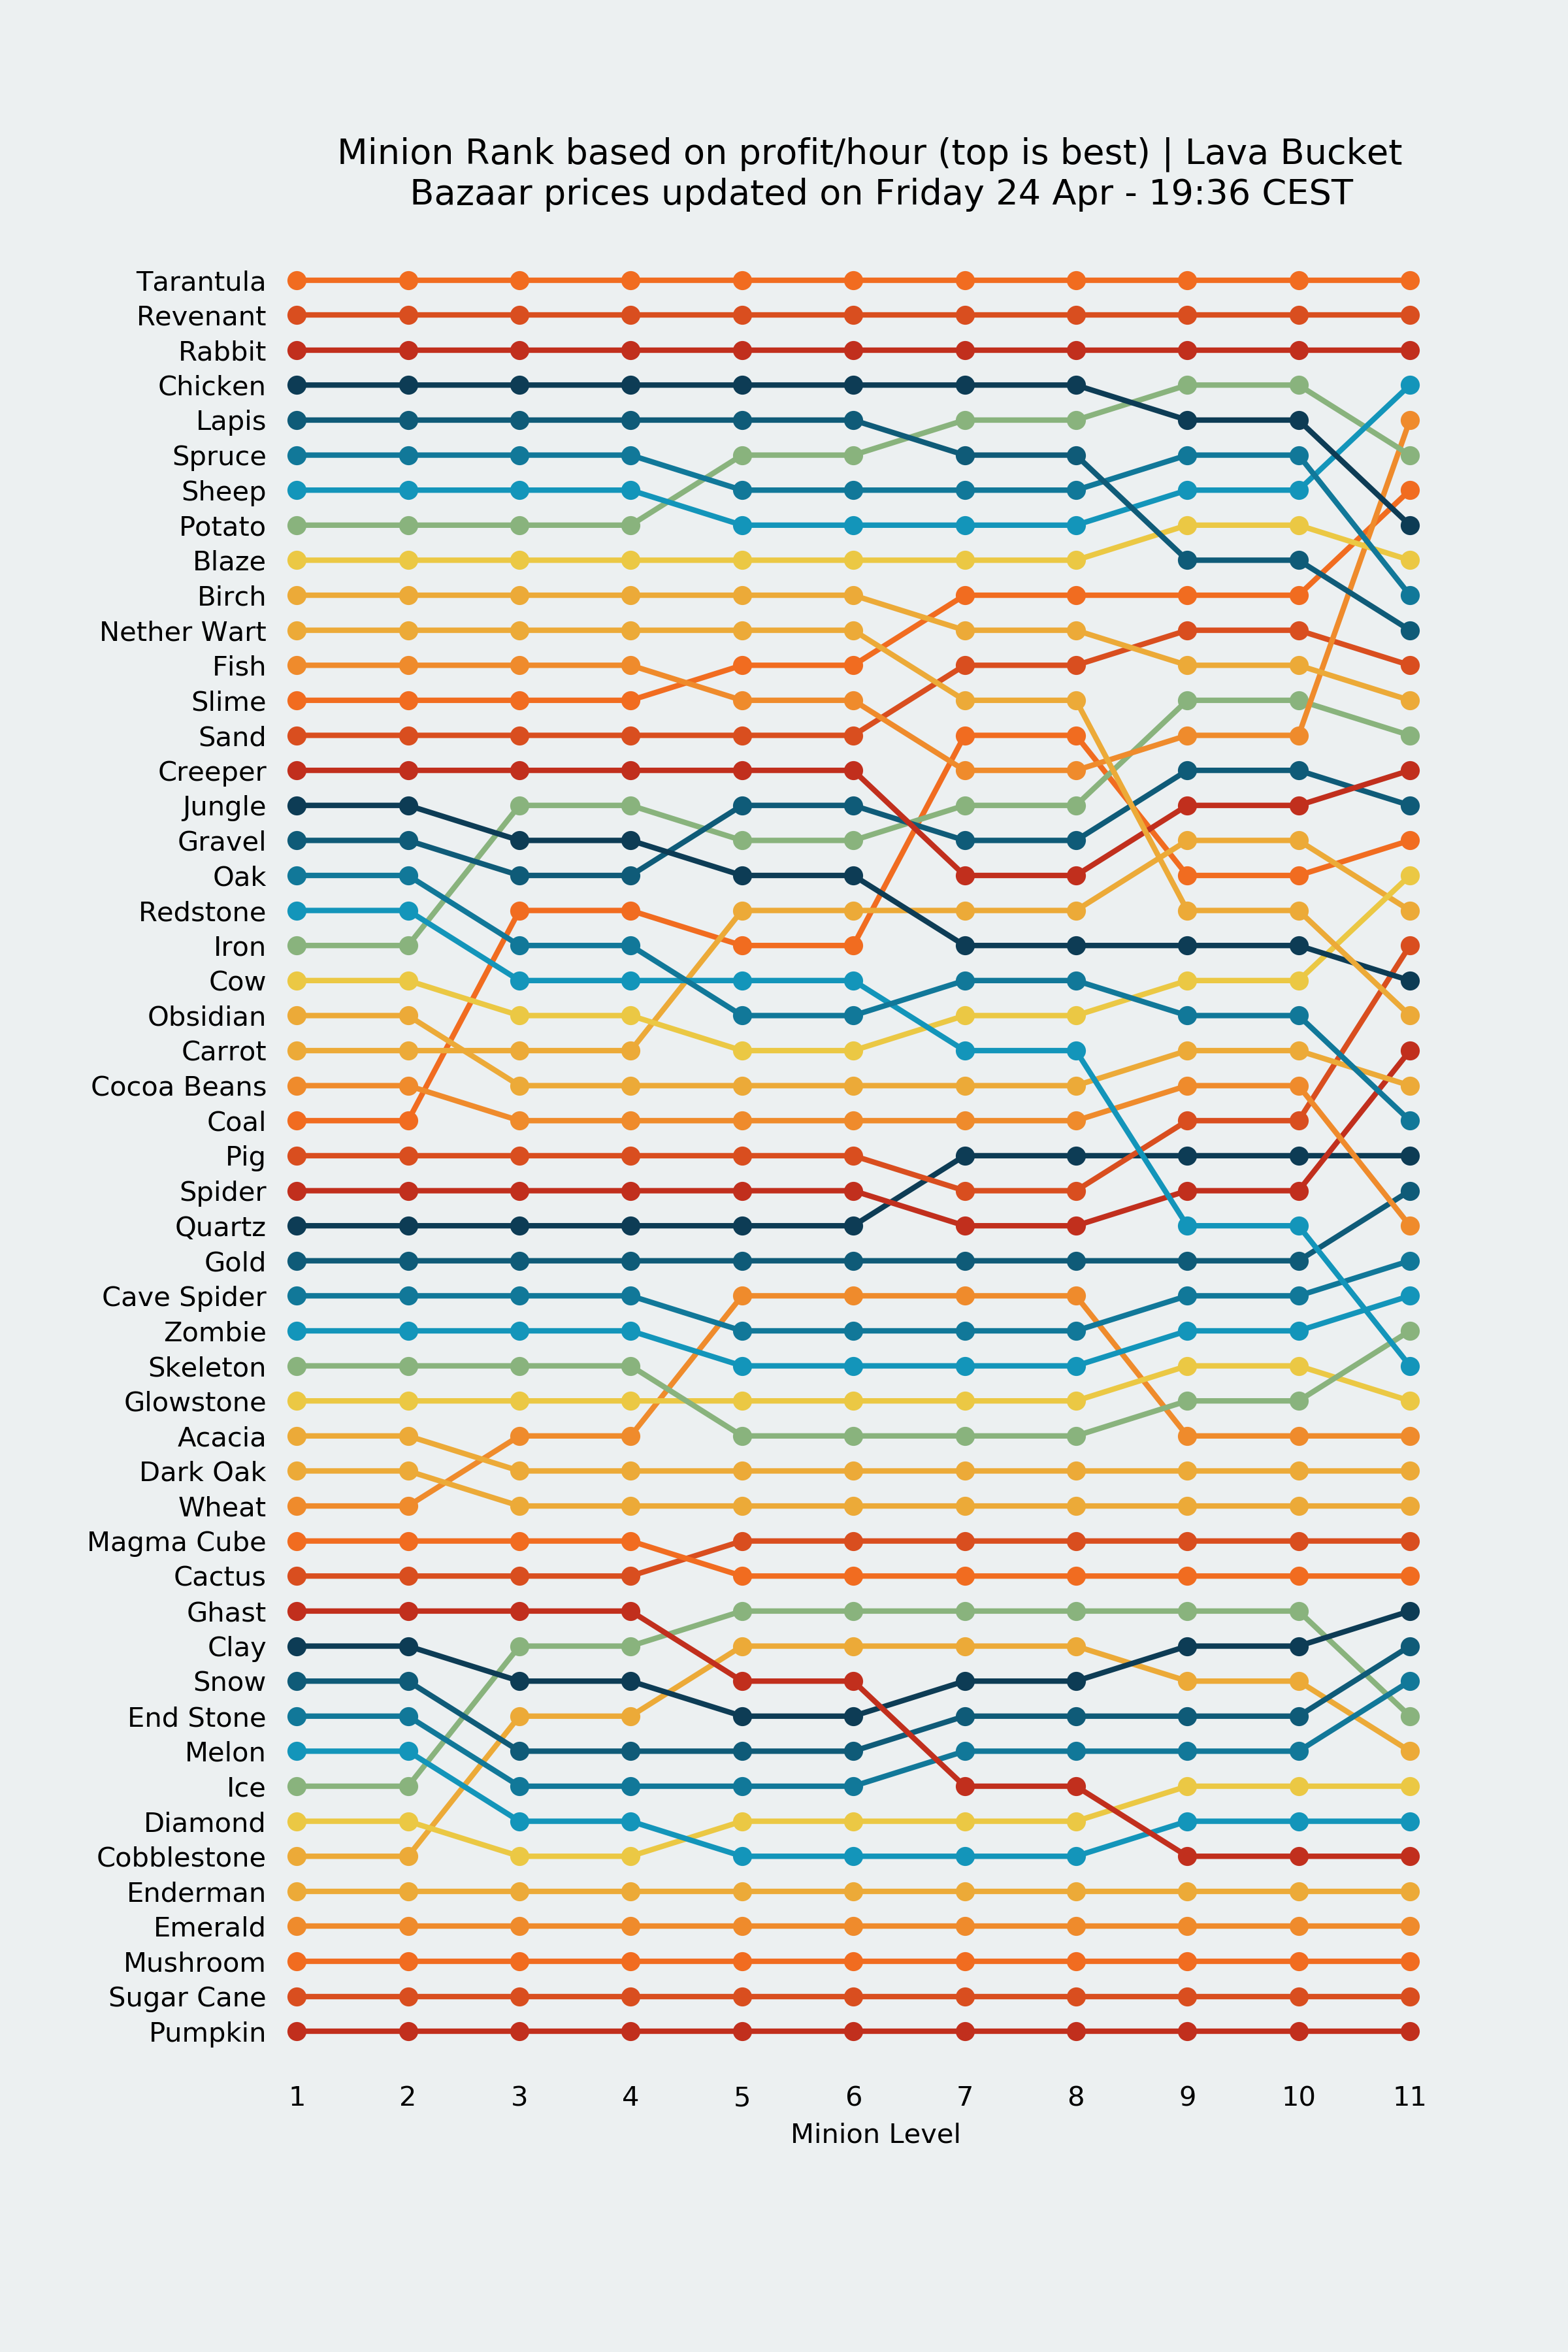 Minion Rank based on profit/hour (top is best) | Lava Bucket
Bazaar prices updated on Friday 24 Apr - 19:36 CEST
Tarantula
Revenant
Rabbit
Chicken
Lapis
Spruce
Sheep
Potato
Blaze
Birch
Nether Wart
Fish
Slime
Sand
Creeper
Jungle
Gravel
Oak
Redstone
Iron
Cow
Obsidian
Carrot
Cocoa Beans
Coal
Pig
Spider
Quartz
Gold
Cave Spider
Zombie
Skeleton
Glowstone
Acacia
Dark Oak
Wheat
Magma Cube
Cactus
Ghast
Clay
Snow
End Stone
Melon
Ice
Diamond
Cobblestone
Enderman
Emerald
Mushroom
Sugar Cane
Pumpkin
1 2 3 4 5 6 7 8 9 10 11
Minion Level